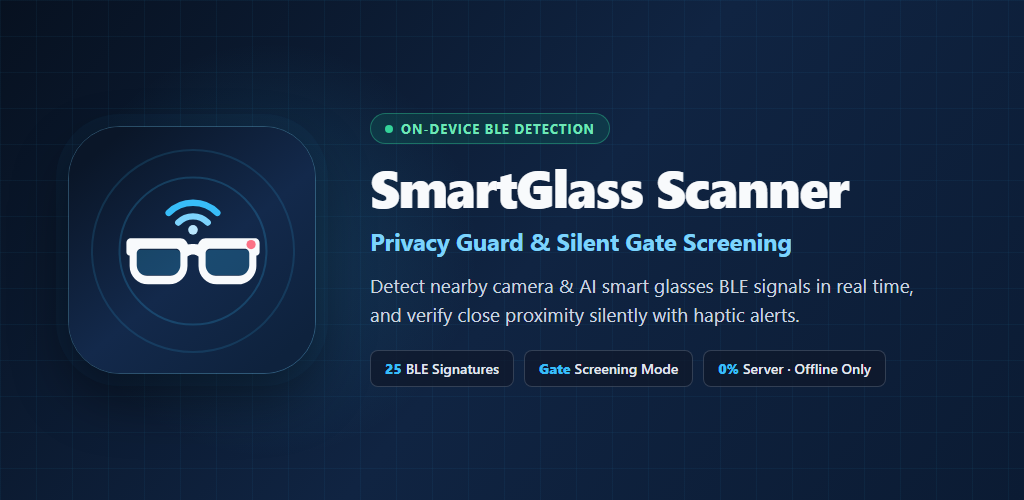 ON-DEVICE BLE DETECTION
SmartGlass Scanner
Privacy Guard & Silent Gate Screening
Detect nearby camera & AI smart glasses BLE signals in real time,
and verify close proximity silently with haptic alerts.
25 BLE Signatures
Gate Screening Mode
0% Server · Offline Only